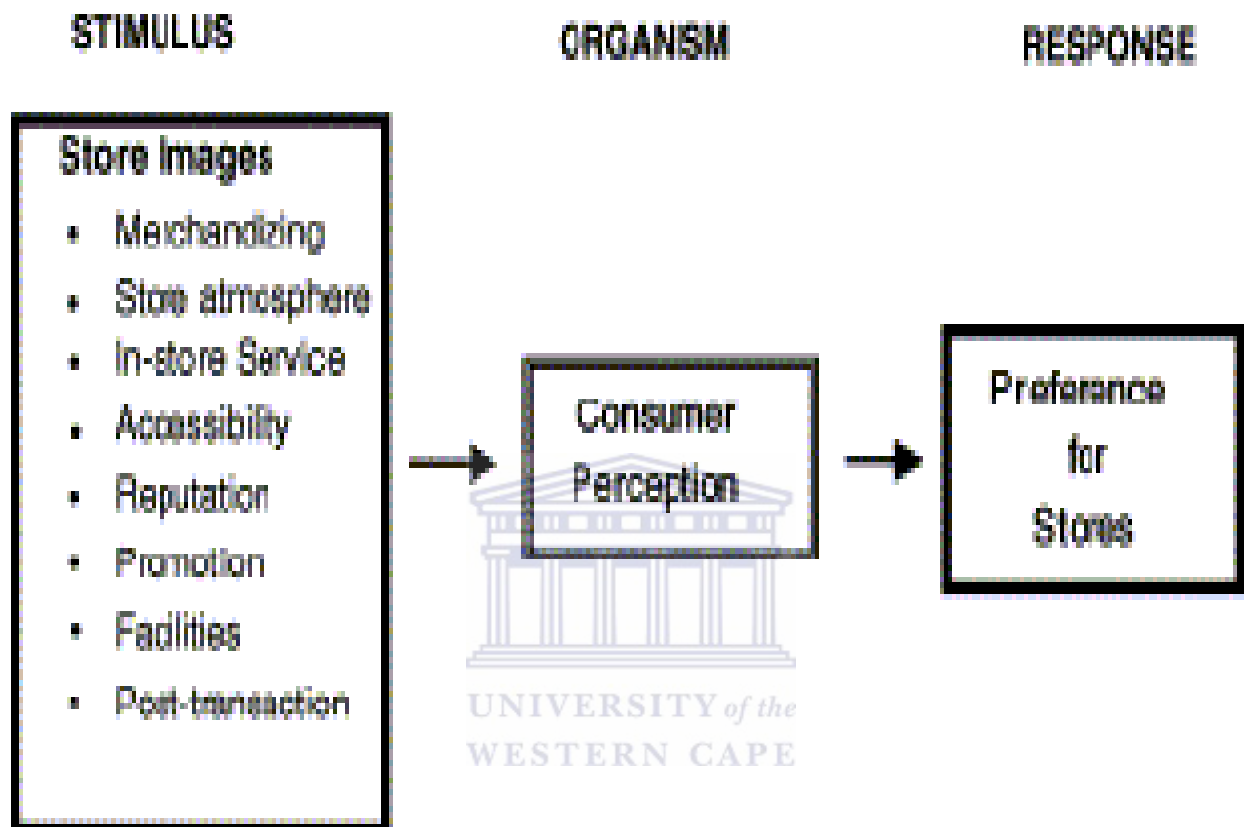 STIMULUS
ORGANISM
RESPONSE
Store Images
• Merchandizing
• Store atmosphere
• In-store Service
• Accessibility
• Reputation
• Promotion
• Facilities
• Post-transaction
Consumer
Perception
Preference
for
Stores
UNIVERSITY of the
WESTERN CAPE